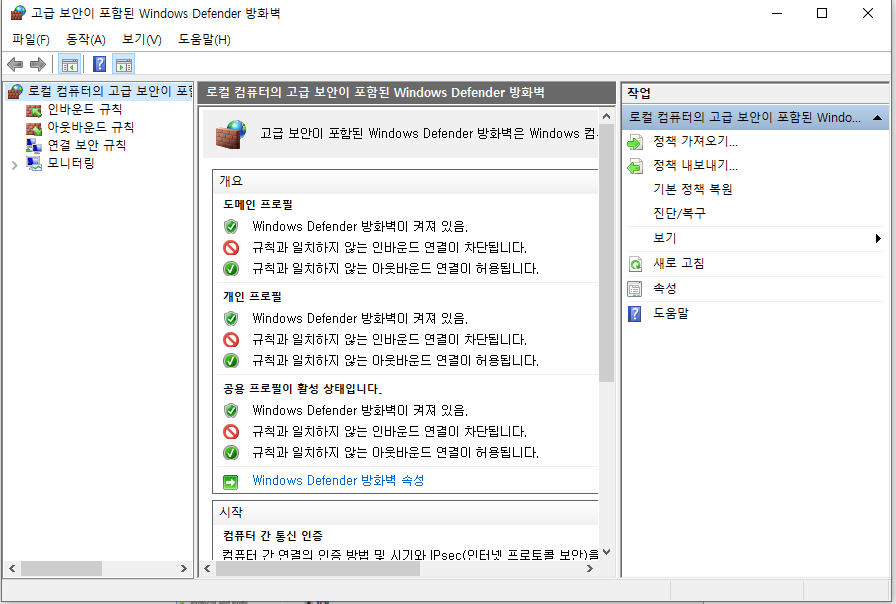 고급 보안이 포함된 Windows Defender 방화벽
파일(F) 동작(A) 보기(V) 도움말(H)
로컬 컴퓨터의 고급 보안이 포함
인바운드 규칙
아웃바운드 규칙
연결 보안 규칙
모니터링
로컬 컴퓨터의 고급 보안이 포함된 Windows Defender 방화벽
고급 보안이 포함된 Windows Defender 방화벽은 Windows 컴
개요
도메인 프로필
Windows Defender 방화벽이 켜져 있음.
규칙과 일치하지 않는 인바운드 연결이 차단됩니다.
규칙과 일치하지 않는 아웃바운드 연결이 허용됩니다.
개인 프로필
Windows Defender 방화벽이 켜져 있음.
규칙과 일치하지 않는 인바운드 연결이 차단됩니다.
규칙과 일치하지 않는 아웃바운드 연결이 허용됩니다.
공용 프로필이 활성 상태입니다.
Windows Defender 방화벽이 켜져 있음.
규칙과 일치하지 않는 인바운드 연결이 차단됩니다.
규칙과 일치하지 않는 아웃바운드 연결이 허용됩니다.
Windows Defender 방화벽 속성
시작
컴퓨터 간 통신 인증
컴퓨터 간 연결의 인증 방법 및 시기와 IPsec(인터넷 프로토콜 보안)을
작업
로컬 컴퓨터의 고급 보안이 포함된 Windo...
정책 가져오기...
정책 내보내기...
기본 정책 복원
진단/복구
보기
새로 고침
속성
도움말